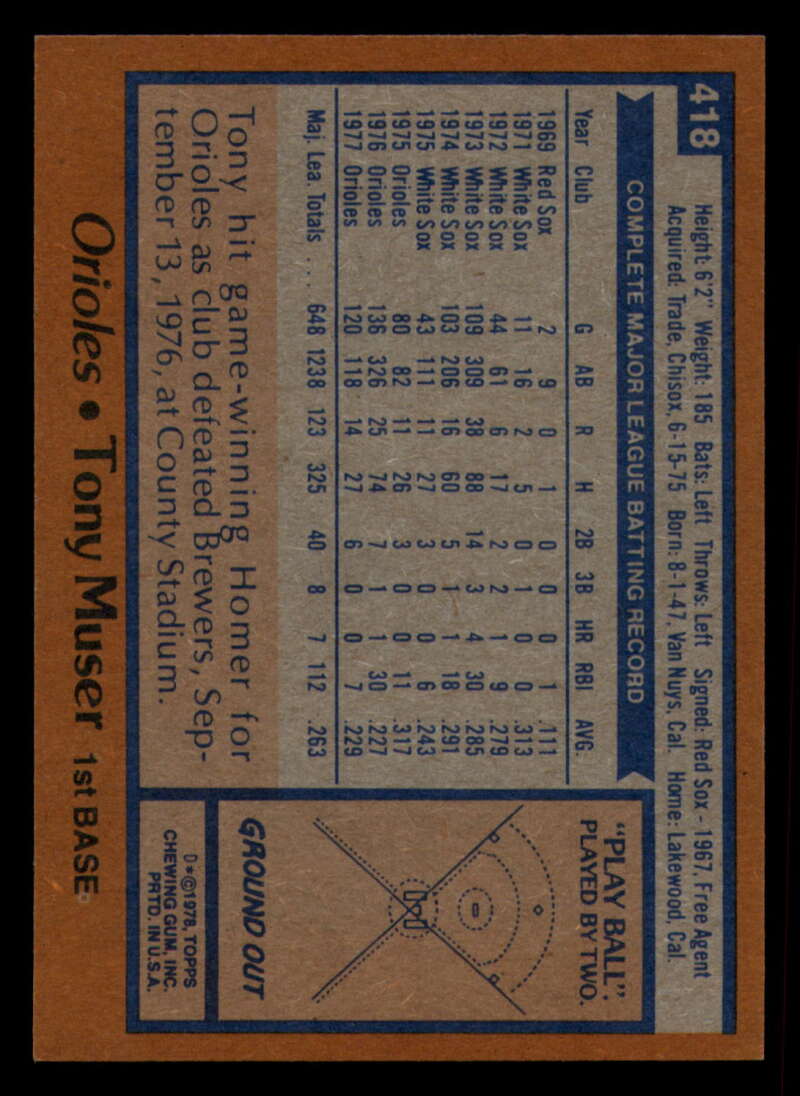 418
Height: 6'2" Weight: 185 Bats: Left Throws: Left Signed: Red Sox - 1967, Free Agent
Acquired: Trade, Chisox, 6-15-75 Born: 8-1-47, Van Nuys, Cal. Home: Lakewood, Cal.
COMPLETE MAJOR LEAGUE BATTING RECORD
Year Club G AB R H 2B 3B HR RBI AVG.
1969 Red Sox 2 9 0 1 0 0 0 1 .111
1971 White Sox 11 16 2 5 0 1 0 0 .313
1972 White Sox 44 61 6 17 2 2 1 9 .279
1973 White Sox 109 309 38 88 14 3 4 30 .285
1974 White Sox 103 206 16 60 5 1 1 18 .291
1975 White Sox 43 111 11 27 3 0 0 6 .243
1975 Orioles 80 82 11 26 3 0 0 11 .317
1976 Orioles 136 326 25 74 7 1 1 30 .227
1977 Orioles 120 118 14 27 6 0 0 7 .229
Maj. Lea. Totals ... 648 1238 123 325 40 8 7 112 .263
Tony hit game-winning Homer for
Orioles as club defeated Brewers, Sep-
tember 13, 1976, at County Stadium.
"PLAY BALL":
PLAYED BY TWO.
GROUND OUT
D*©1978, TOPPS
CHEWING GUM, INC.
PRTD. IN U.S.A.
Orioles • Tony Muser 1st BASE